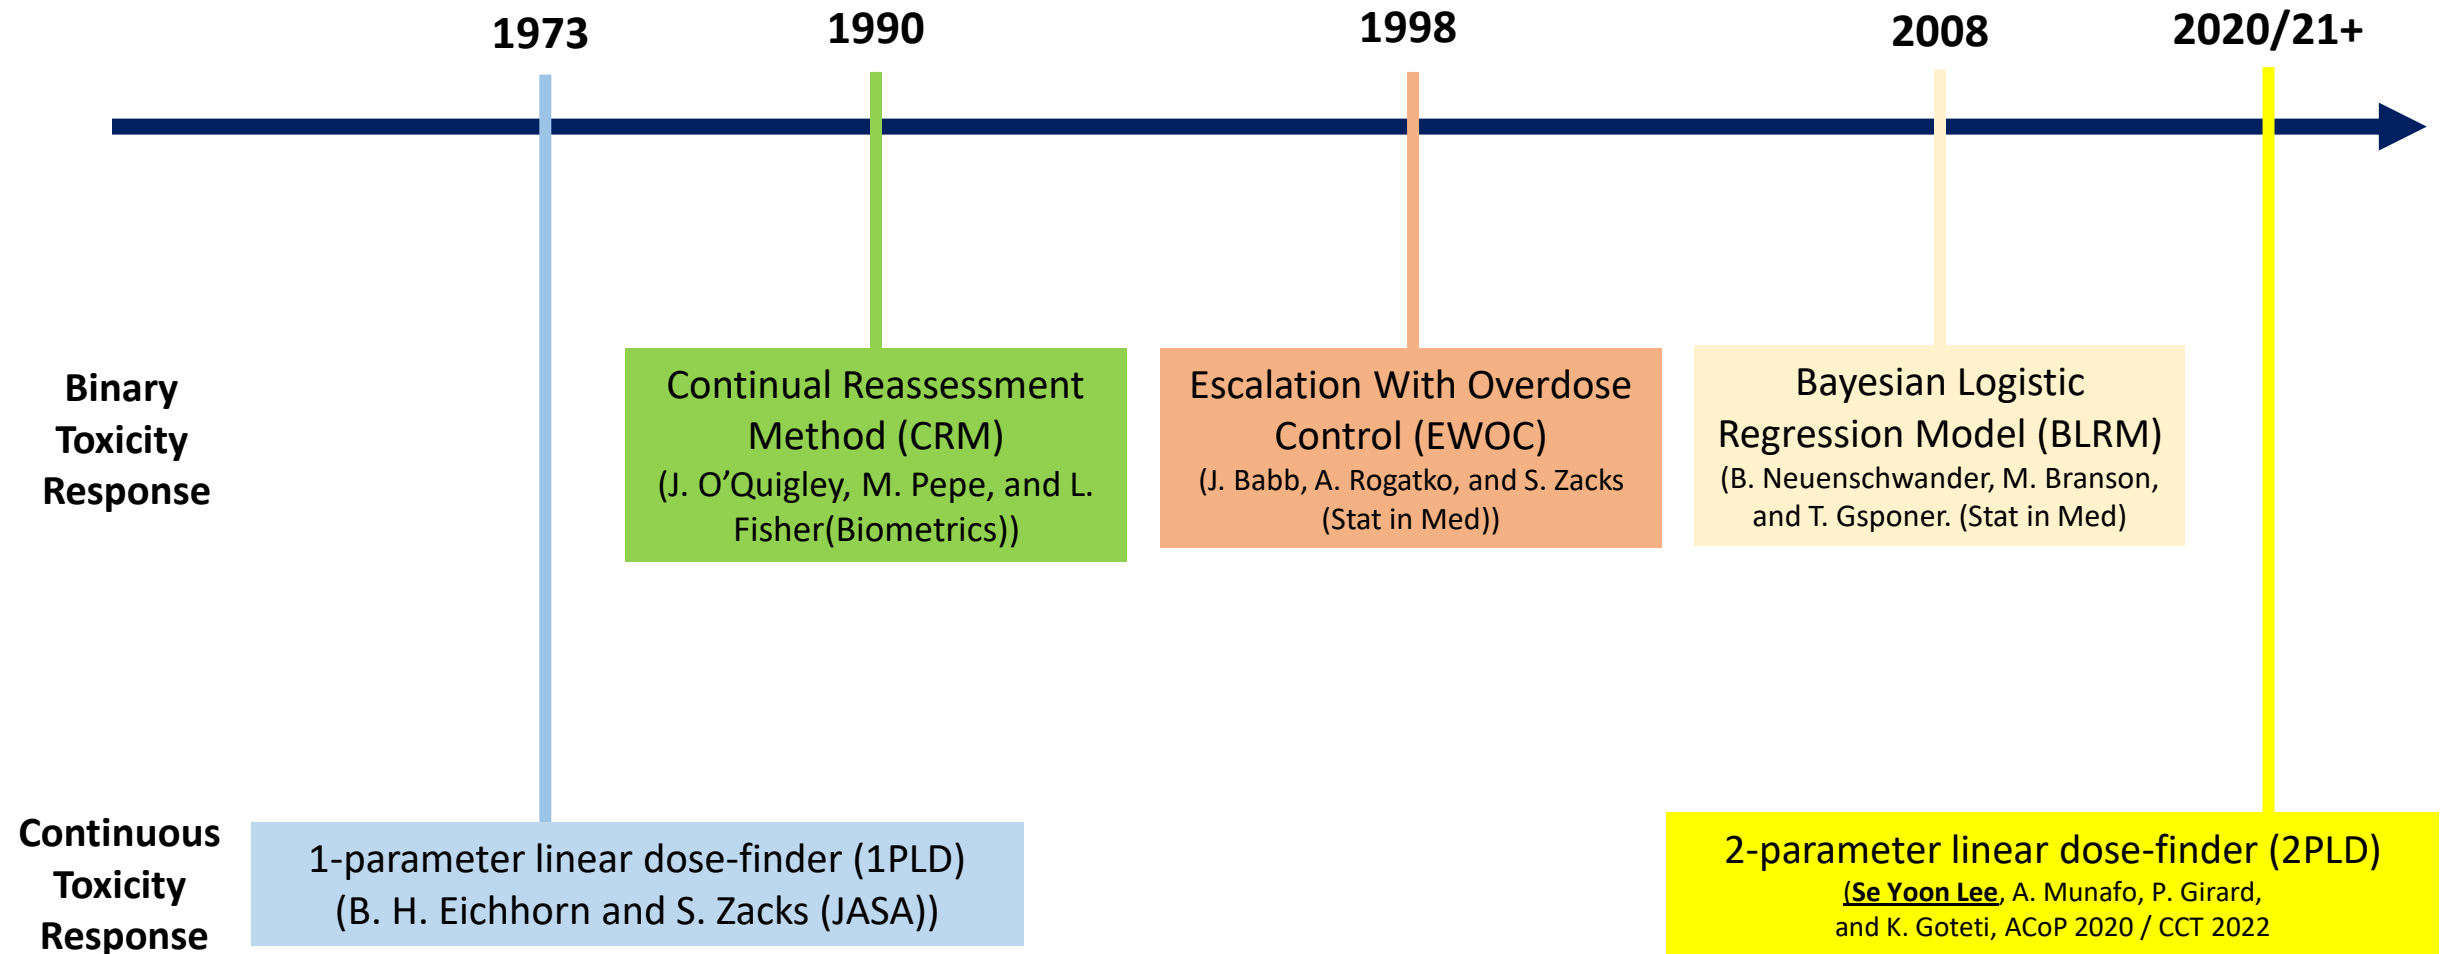 1973
1990
1998
2008
2020/21+
Binary
Toxicity
Response
Continual Reassessment
Method (CRM)
(J. O’Quigley, M. Pepe, and L.
Fisher(Biometrics))
Escalation With Overdose
Control (EWOC)
(J. Babb, A. Rogatko, and S. Zacks
(Stat in Med))
Bayesian Logistic
Regression Model (BLRM)
(B. Neuenschwander, M. Branson,
and T. Gsponer. (Stat in Med)
Continuous
Toxicity
Response
1-parameter linear dose-finder (1PLD)
(B. H. Eichhorn and S. Zacks (JASA))
2-parameter linear dose-finder (2PLD)
(Se Yoon Lee, A. Munafo, P. Girard,
and K. Goteti, ACoP 2020 / CCT 2022